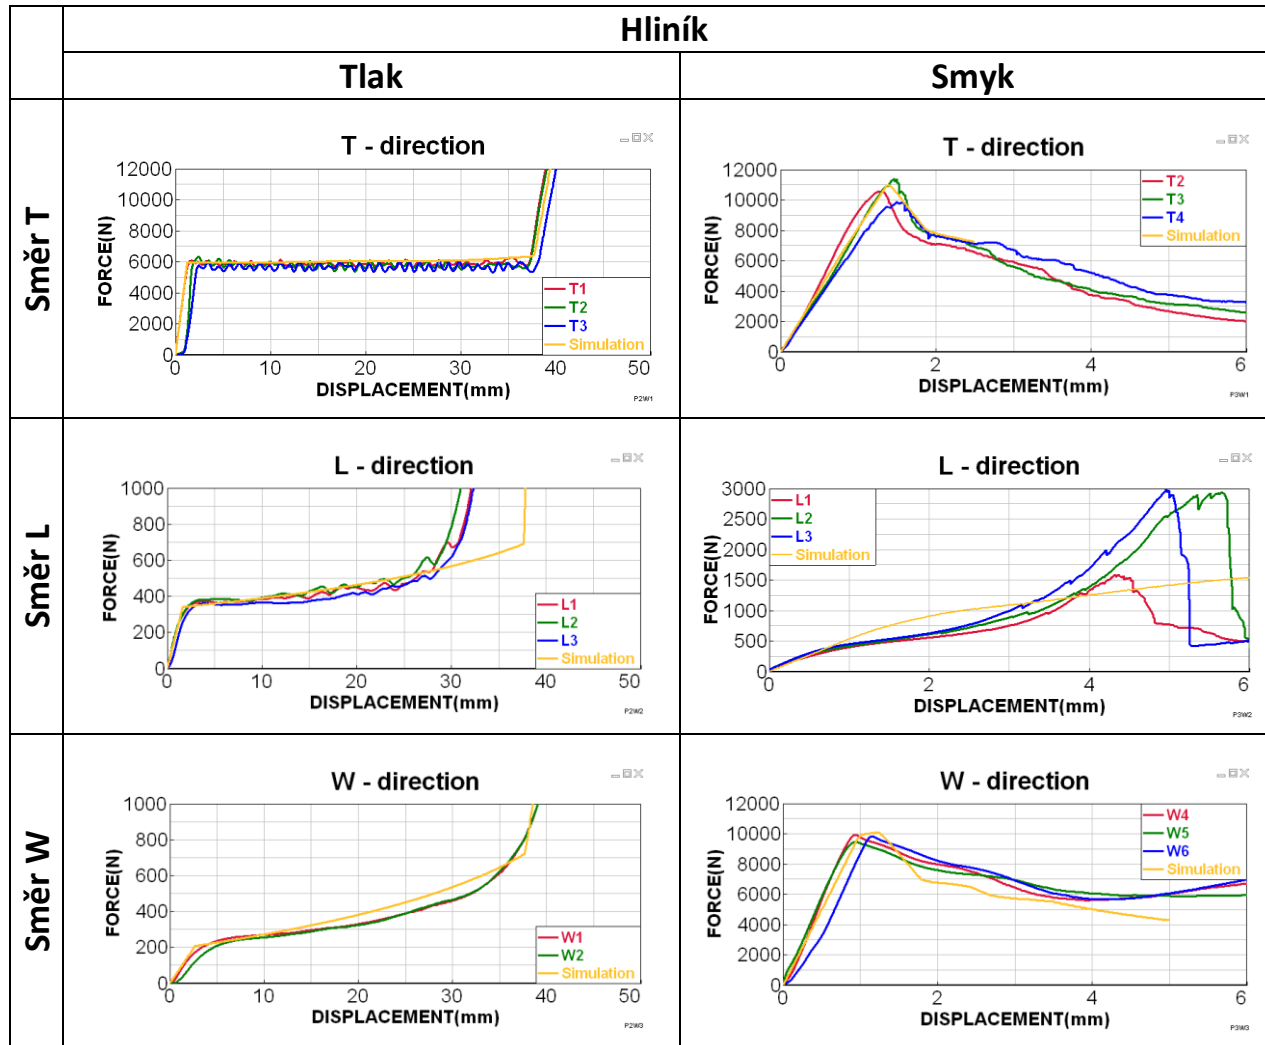 Hliník
Tlak
Smyk
Směr T
T - direction
FORCE(N)
12000
10000
8000
6000
4000
2000
0
T1
T2
T3
Simulation
0 10 20 30 40 50
DISPLACEMENT(mm)
P2W1
T - direction
FORCE(N)
12000
10000
8000
6000
4000
2000
0
T2
T3
T4
Simulation
0 2 4 6
DISPLACEMENT(mm)
P3W1
Směr L
L - direction
FORCE(N)
1000
800
600
400
200
0
L1
L2
L3
Simulation
0 10 20 30 40 50
DISPLACEMENT(mm)
P2W2
L - direction
FORCE(N)
3000
2500
2000
1500
1000
500
0
L1
L2
L3
Simulation
0 2 4 6
DISPLACEMENT(mm)
P3W2
Směr W
W - direction
FORCE(N)
1000
800
600
400
200
0
W1
W2
Simulation
0 10 20 30 40 50
DISPLACEMENT(mm)
P2W3
W - direction
FORCE(N)
12000
10000
8000
6000
4000
2000
0
W4
W5
W6
Simulation
0 2 4 6
DISPLACEMENT(mm)
P3W3